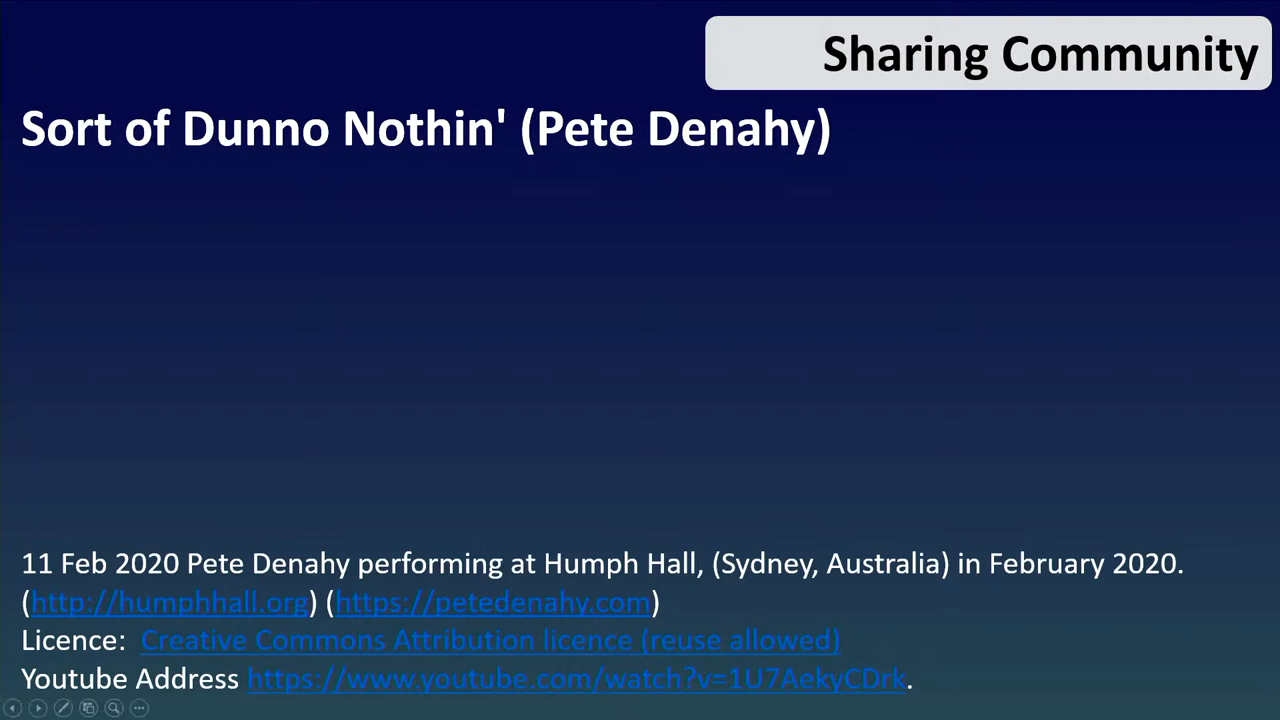 Sharing Community
Sort of Dunno Nothin' (Pete Denahy)
11 Feb 2020 Pete Denahy performing at Humph Hall, (Sydney, Australia) in February 2020.
(http://humphhall.org) (https://petedenahy.com)
Licence: Creative Commons Attribution licence (reuse allowed)
Youtube Address https://www.youtube.com/watch?v=1U7AekyCDrk.